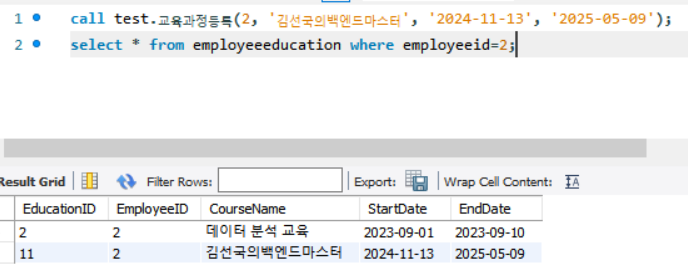 1 call test.교육과정등록(2, '김선국의백엔드마스터', '2024-11-13', '2025-05-09');
2 select * from employeeeducation where employeeid=2;
Result Grid Filter Rows: Export: Wrap Cell Content:
EducationID EmployeeID CourseName StartDate EndDate
2 2 데이터 분석 교육 2023-09-01 2023-09-10
11 2 김선국의백엔드마스터 2024-11-13 2025-05-09